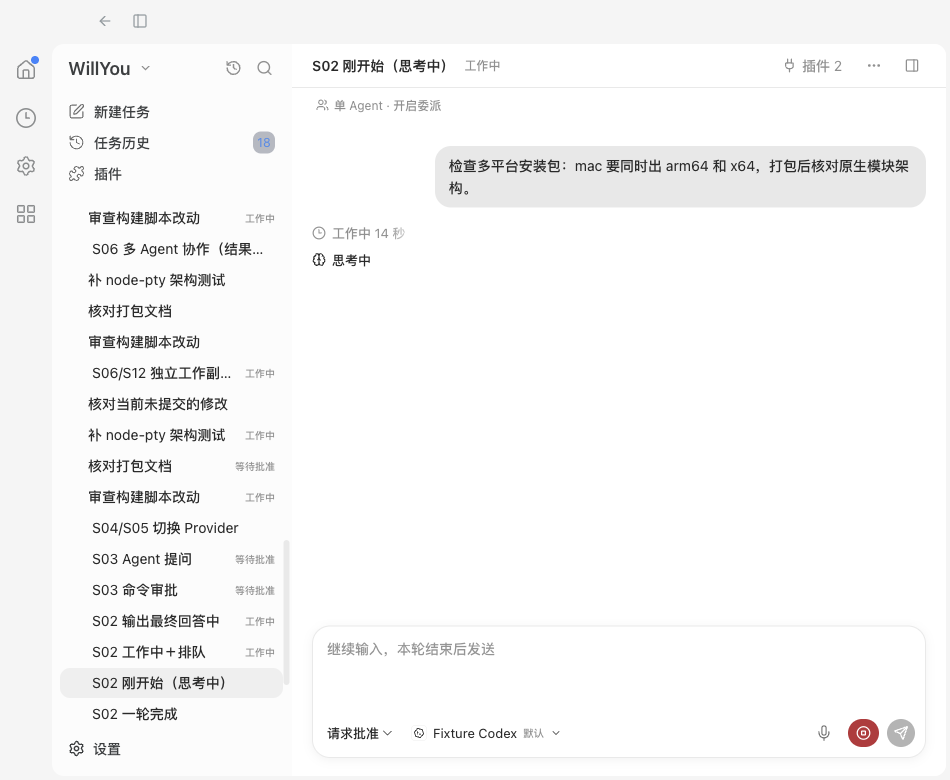 WillYou
新建任务
任务历史 18
插件
审查构建脚本改动 工作中
S06 多 Agent 协作（结果...
补 node-pty 架构测试
核对打包文档
审查构建脚本改动
S06/S12 独立工作副... 工作中
核对当前未提交的修改
补 node-pty 架构测试 工作中
核对打包文档 等待批准
审查构建脚本改动 工作中
S04/S05 切换 Provider
S03 Agent 提问 等待批准
S03 命令审批 等待批准
S02 输出最终回答中 工作中
S02 工作中＋排队 工作中
S02 刚开始（思考中）
S02 一轮完成
设置
S02 刚开始（思考中） 工作中
插件 2
单 Agent · 开启委派
检查多平台安装包：mac 要同时出 arm64 和 x64，打包后核对原生模块架
构。
工作中 14 秒
思考中
继续输入，本轮结束后发送
请求批准 Fixture Codex 默认